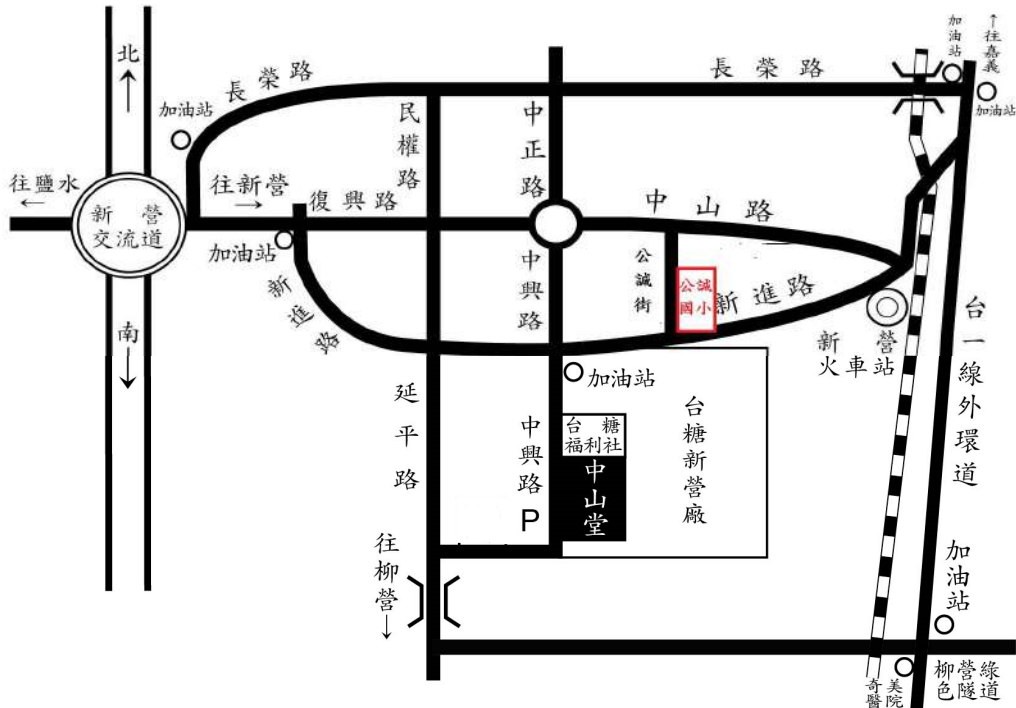 北
↑
長榮路
加油站
往鹽水
←
新營
交流道
往新營
→
復興路
加油站
新進路
南
↓
民權路
中正路
長榮路
加油站
↑往嘉義
加油站
中山路
中興路
公誠街
公誠
國小
新進路
新營
火車站
台一線外環道
延平路
中興路
P
加油站
台糖
福利社
中山堂
台糖新營廠
往柳營
↓
加油站
奇美
醫院
柳營綠
色隧道